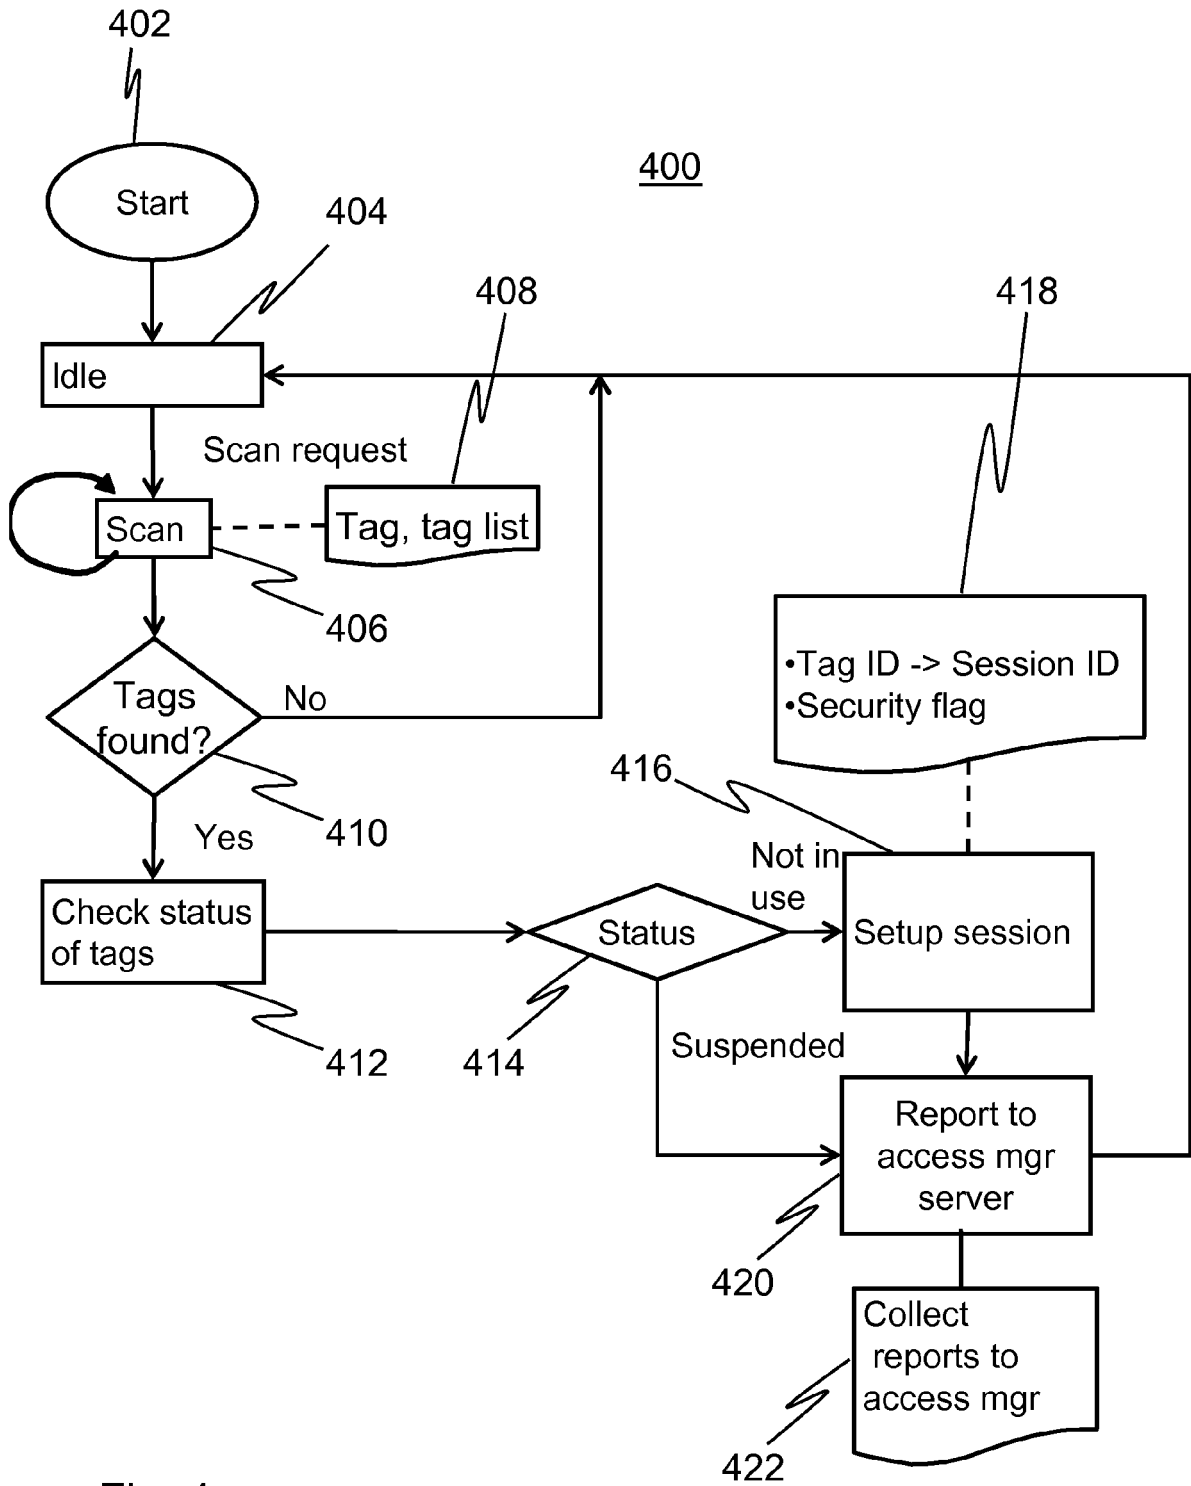 402
Start
400
404
408
418
Idle
Scan request
Scan
Tag, tag list
406
•Tag ID -> Session ID
•Security flag
Tags
found?
No
410
416
Yes
Not in
use
Check status
of tags
Status
Setup session
412
414
Suspended
Report to
access mgr
server
420
Collect
reports to
access mgr
422